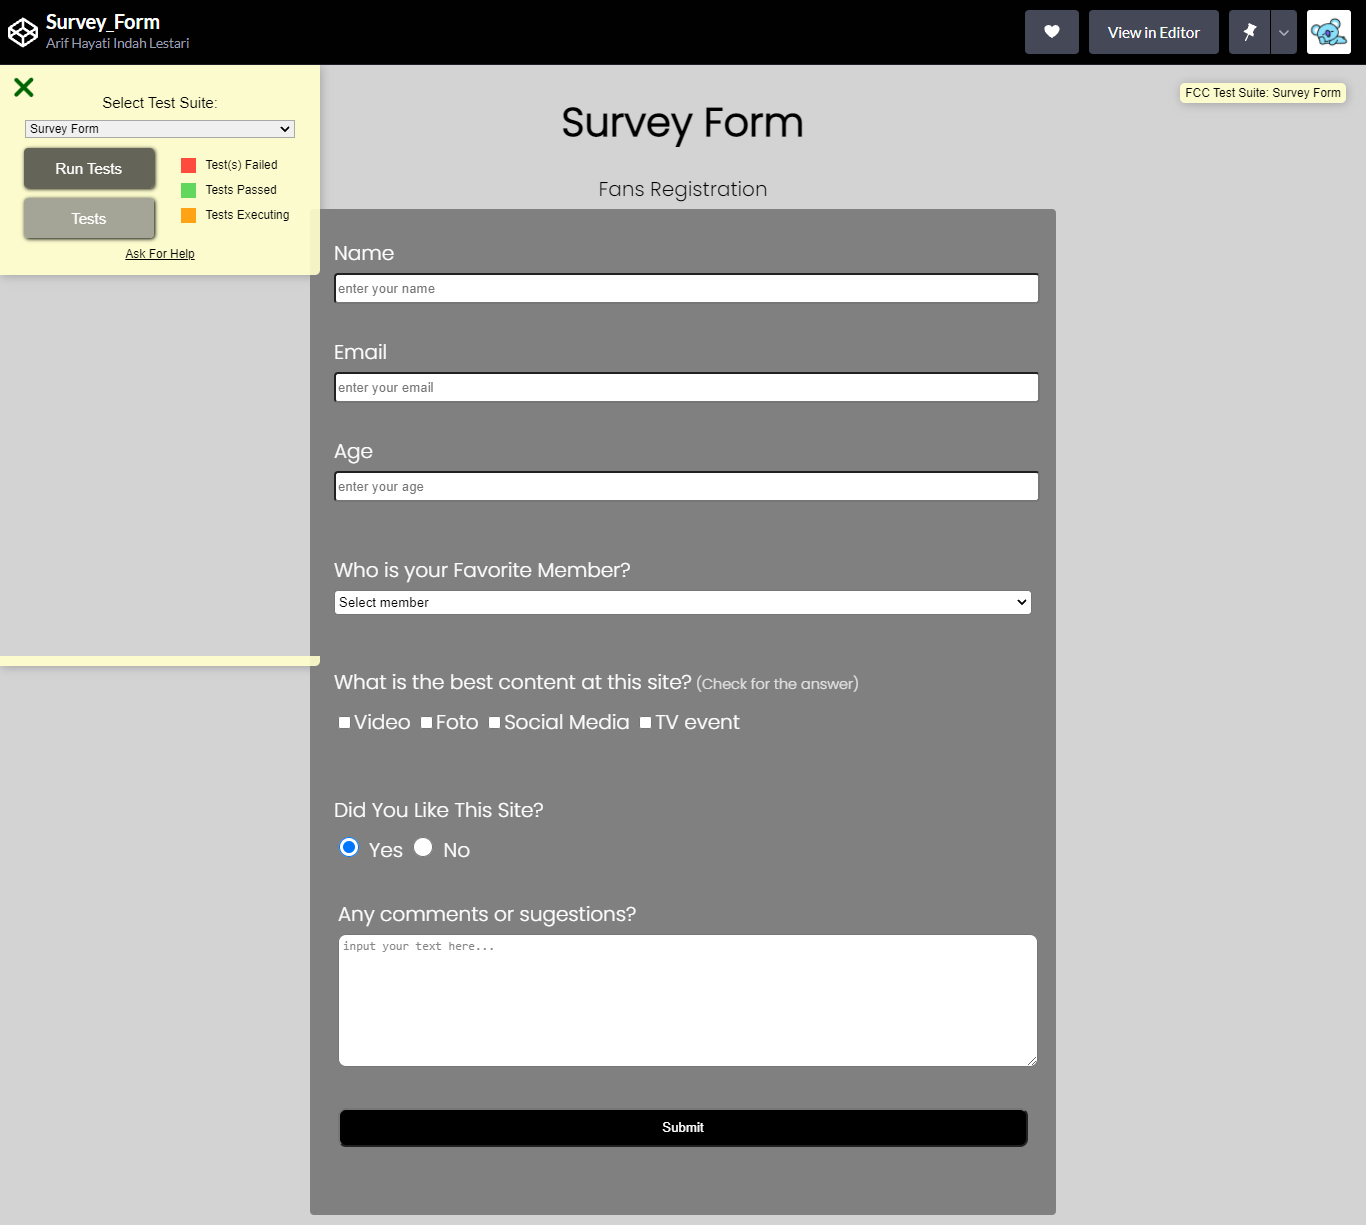 Survey_Form
Arif Hayati Indah Lestari
View in Editor
Select Test Suite:
Survey Form
Run Tests
Tests
Test(s) Failed
Tests Passed
Tests Executing
Ask For Help
FCC Test Suite: Survey Form
Survey Form
Fans Registration
Name
enter your name
Email
enter your email
Age
enter your age
Who is your Favorite Member?
Select member
What is the best content at this site? (Check for the answer)
Video Foto Social Media TV event
Did You Like This Site?
Yes No
Any comments or sugestions?
input your text here...
Submit